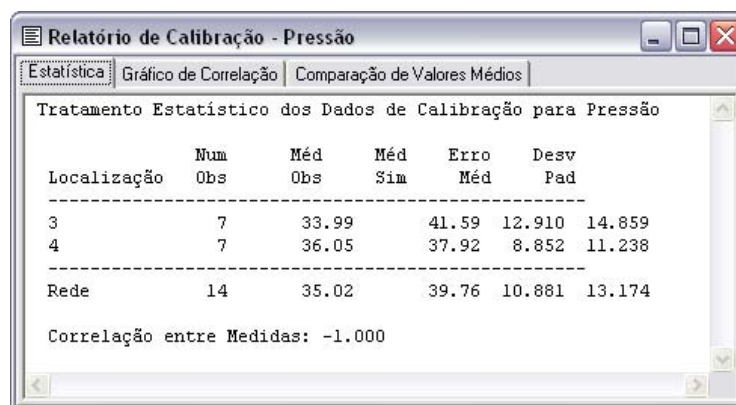 Relatório de Calibração - Pressão
Estatística Gráfico de Correlação Comparação de Valores Médios
Tratamento Estatístico dos Dados de Calibração para Pressão
Num Méd Méd Erro Desv
Localização Obs Obs Sim Méd Pad
-----------------------------------------------------
3 7 33.99 41.59 12.910 14.859
4 7 36.05 37.92 8.852 11.238
-----------------------------------------------------
Rede 14 35.02 39.76 10.881 13.174
Correlação entre Medidas: -1.000